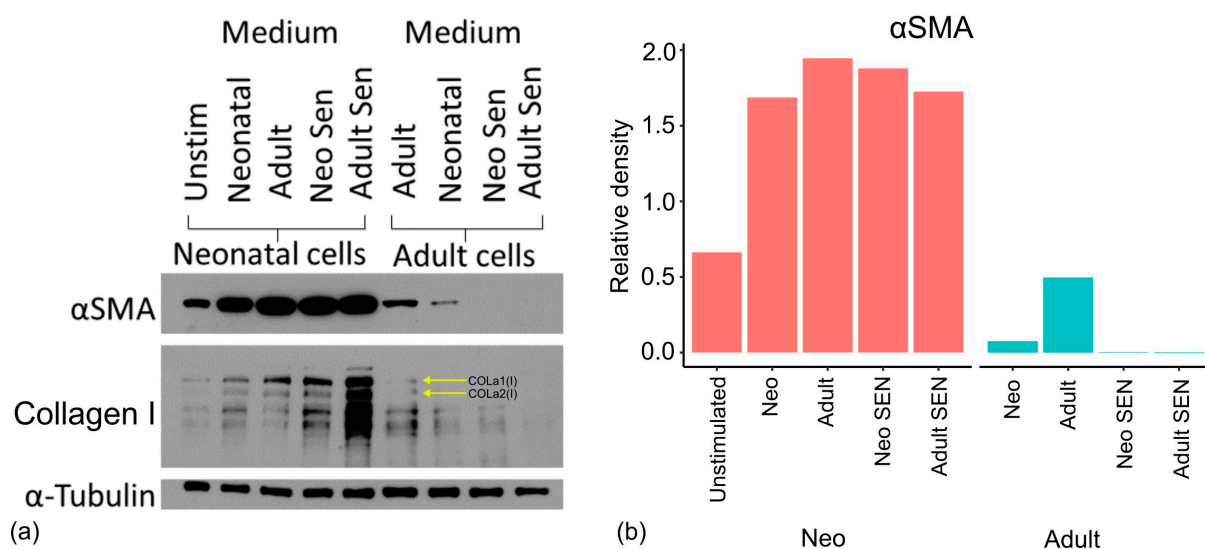 Medium Medium
Unstim
Neonatal
Adult
Neo Sen
Adult Sen
Adult
Neonatal
Neo Sen
Adult Sen
Neonatal cells Adult cells
αSMA
COLa1(I)
COLa2(I)
Collagen I
α-Tubulin
(a)
αSMA
Relative density
2.0
1.5
1.0
0.5
0.0
Unstimulated
Neo
Adult
Neo SEN
Adult SEN
Neo
Adult
Neo SEN
Adult SEN
Neo Adult
(b)